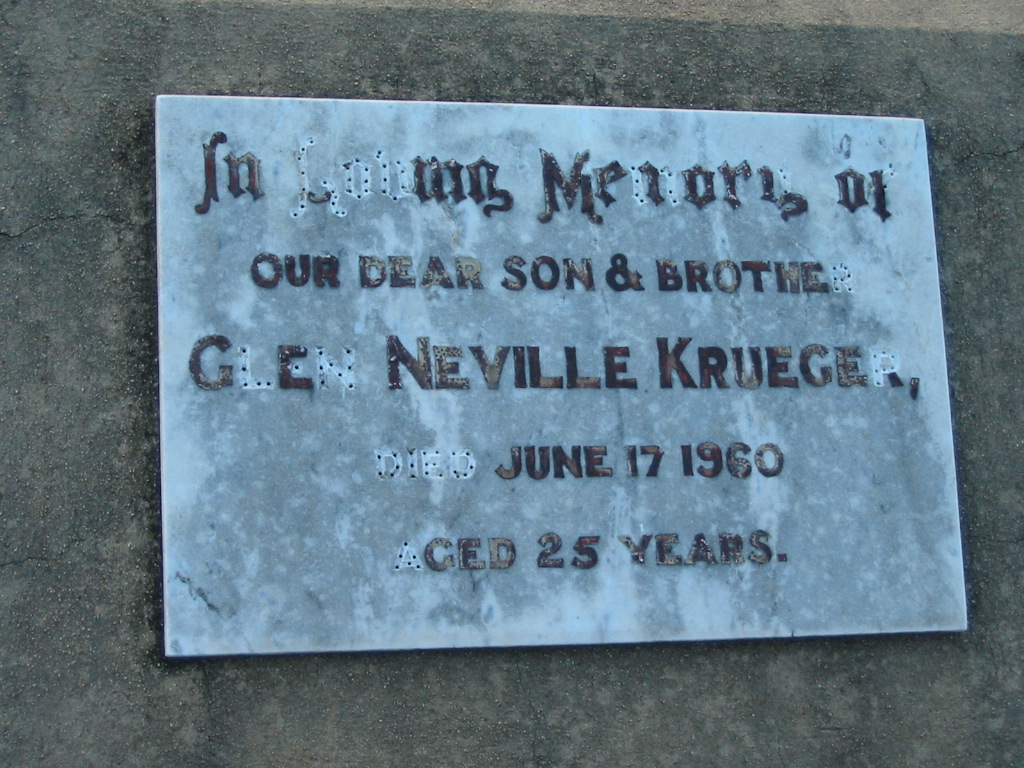 In Loving Memory of
OUR DEAR SON & BROTHER
GLEN NEVILLE KRUEGER,
DIED JUNE 17 1960
AGED 25 YEARS.